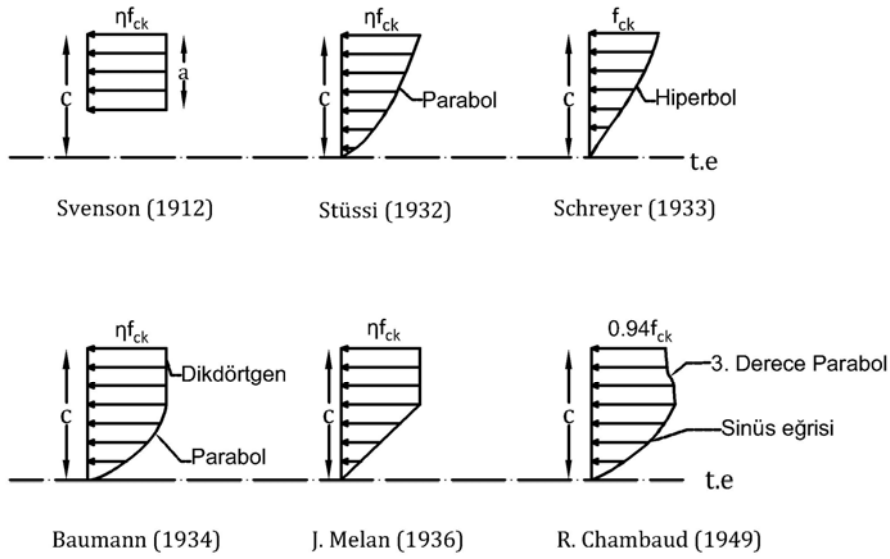 ηfck ηfck fck
a
C C Parabol C Hiperbol
t.e
Svenson (1912) Stüssi (1932) Schreyer (1933)
ηfck ηfck 0.94fck
Dikdörtgen 3. Derece Parabol
C C C
Parabol Sinüs eğrisi
t.e
Baumann (1934) J. Melan (1936) R. Chambaud (1949)